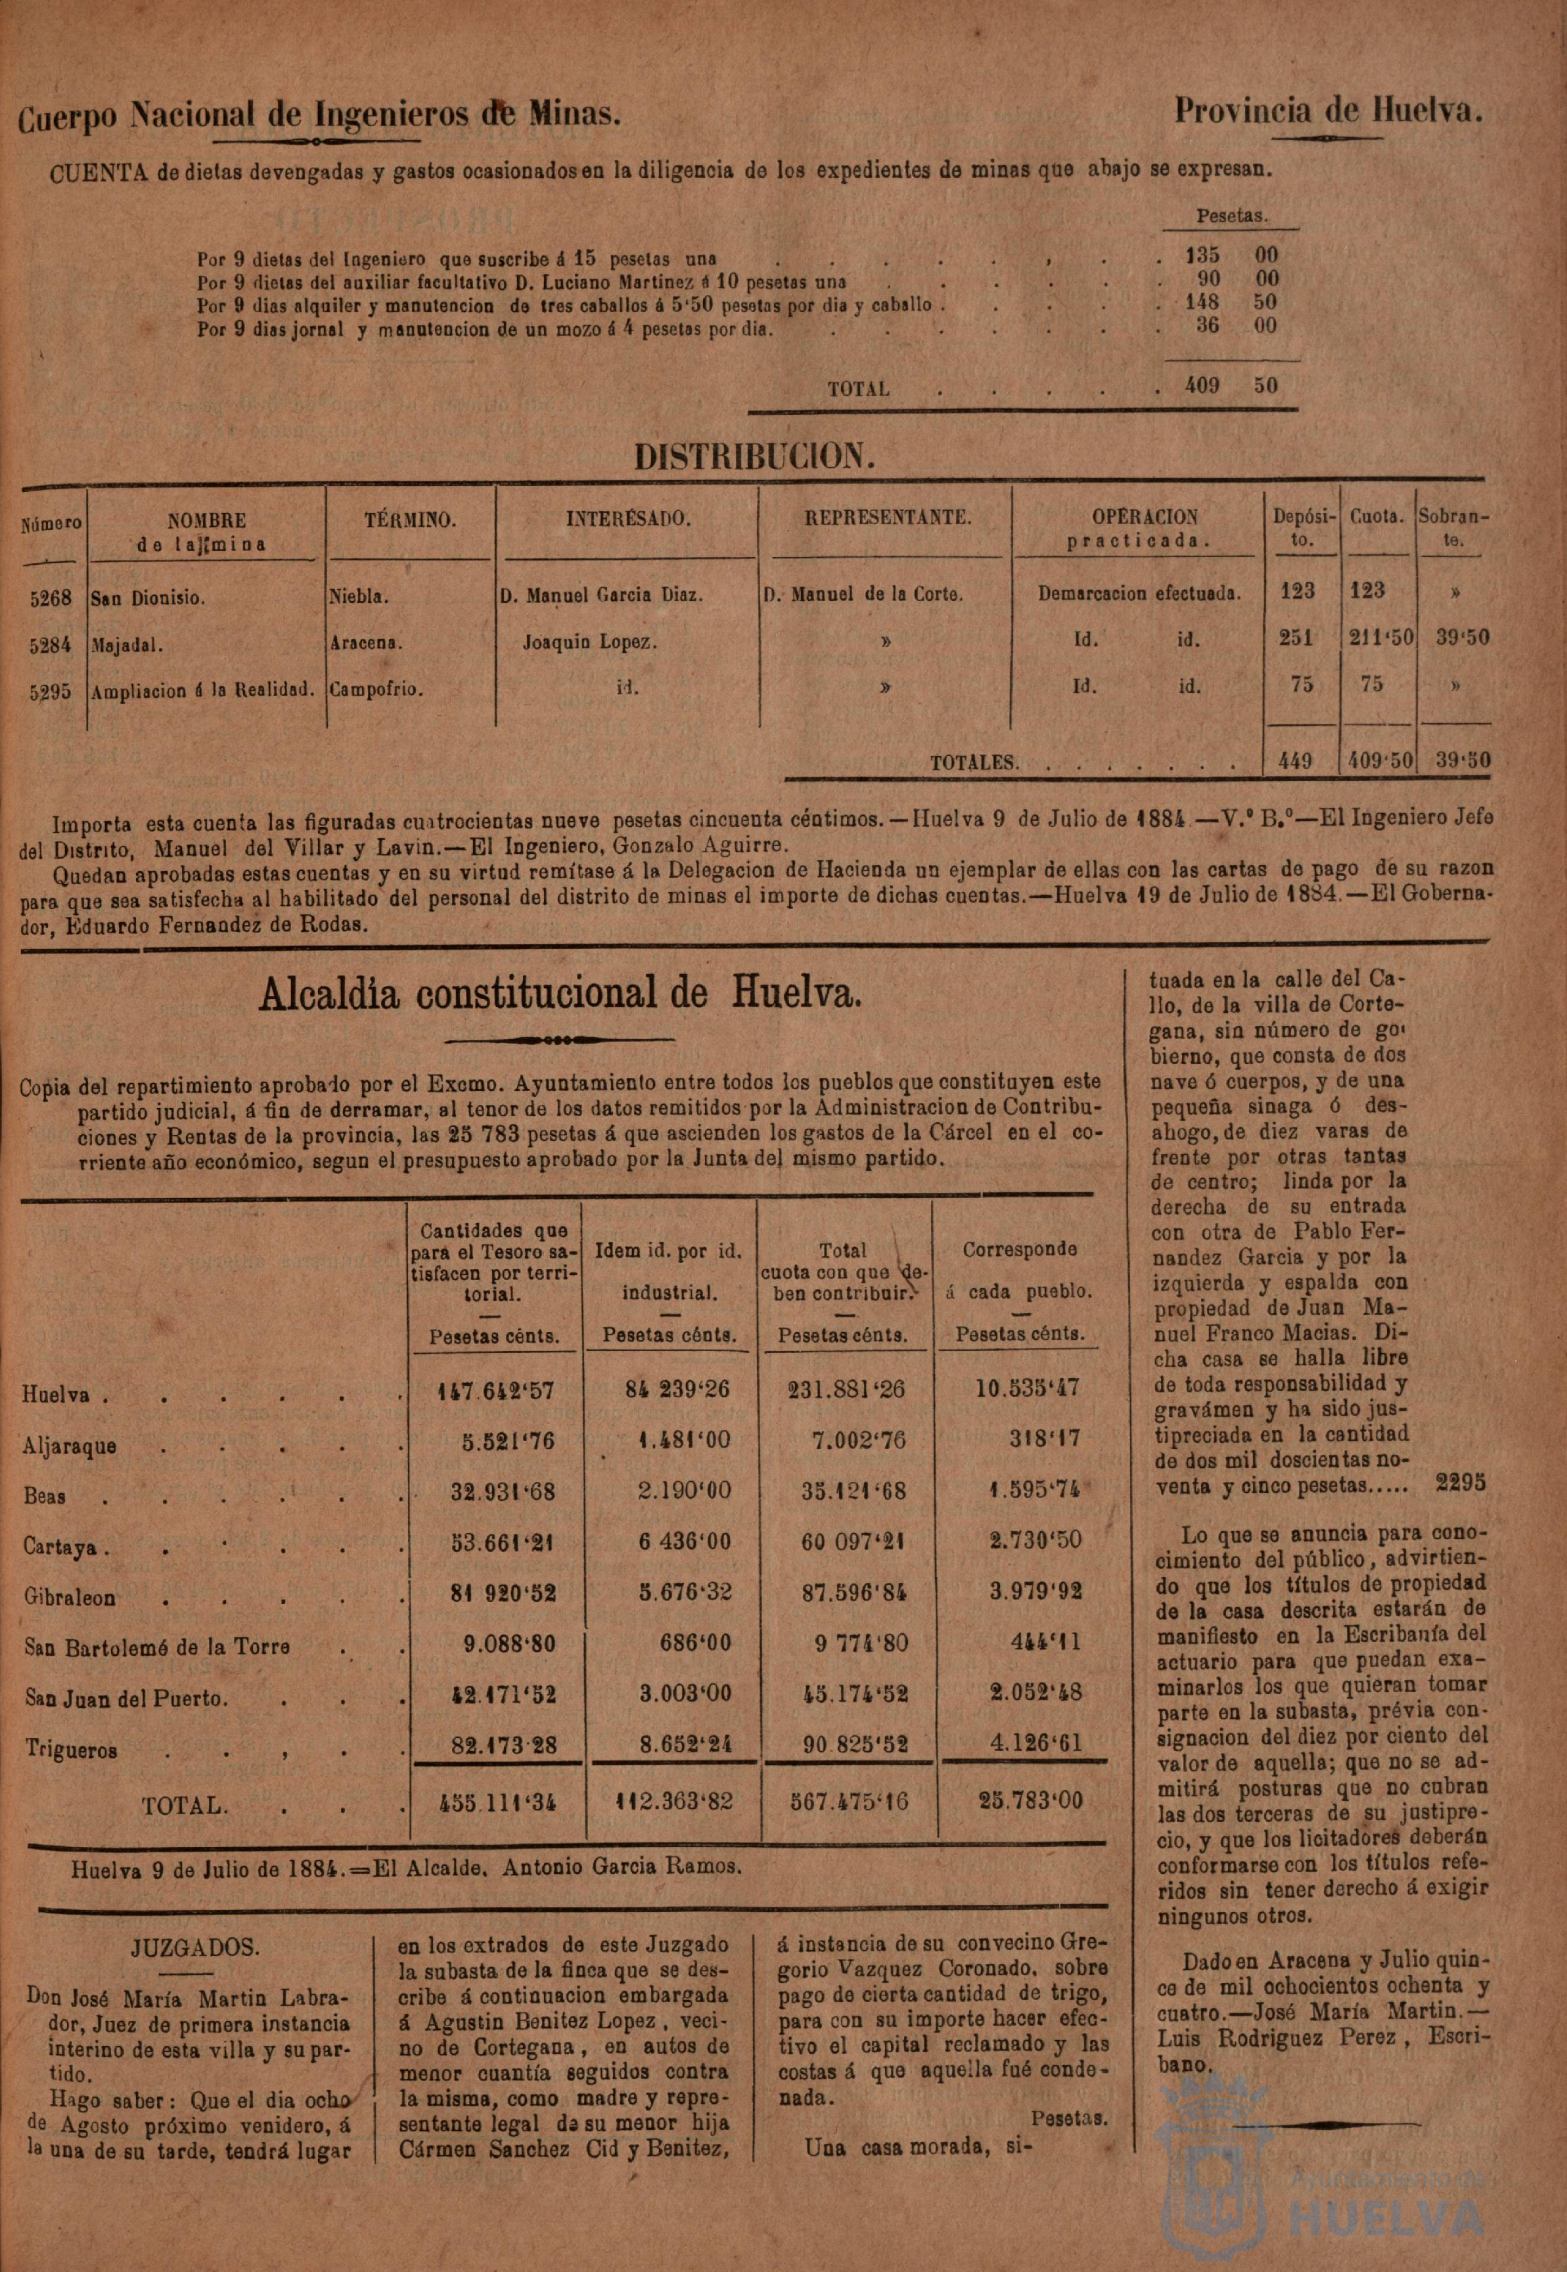 Cuerpo Nacional de Ingenieros de Minas.
Provincia de Huelva.
CUENTA de dietas devengadas y gastos ocasionados en la diligencia de los expedientes de minas que abajo se expresan.
Pesetas.
Por 9 dietas del Ingeniero que suscribe á 15 pesetas una . . . . . . . . 135 00
Por 9 dietas del auxiliar facultativo D. Luciano Martinez á 10 pesetas una . . . . . . 90 00
Por 9 dias alquiler y manutencion de tres caballos á 5'50 pesetas por dia y caballo . . . . . 148 50
Por 9 dias jornal y manutencion de un mozo á 4 pesetas por dia. . . . . . . . 36 00
TOTAL . . . . . 409 50
DISTRIBUCION.
Número NOMBRE de la mina TÉRMINO. INTERESADO. REPRESENTANTE. OPERACION practicada. Depósi- Cuota. Sobran-
to. te.
5268 San Dionisio. Niebla. D. Manuel Garcia Diaz. D. Manuel de la Corte. Demarcacion efectuada. 123 123 »
5284 Majadal. Aracena. Joaquin Lopez. » Id. id. 251 211'50 39'50
5295 Ampliacion á la Realidad. Campofrio. id. » Id. id. 75 75 »
TOTALES. . . . . . . . . 449 409'50 39'50
Importa esta cuenta las figuradas cuatrocientas nueve pesetas cincuenta céntimos.—Huelva 9 de Julio de 1884.—V.º B.º—El Ingeniero Jefe
del Distrito, Manuel del Villar y Lavin.—El Ingeniero, Gonzalo Aguirre.
Quedan aprobadas estas cuentas y en su virtud remítase á la Delegacion de Hacienda un ejemplar de ellas con las cartas de pago de su razon
para que sea satisfecha al habilitado del personal del distrito de minas el importe de dichas cuentas.—Huelva 19 de Julio de 1884.—El Goberna-
dor, Eduardo Fernandez de Rodas.
Alcaldía constitucional de Huelva.
Copia del repartimiento aprobado por el Excmo. Ayuntamiento entre todos los pueblos que constituyen este
partido judicial, á fin de derramar, al tenor de los datos remitidos por la Administracion de Contribu-
ciones y Rentas de la provincia, las 25 783 pesetas á que ascienden los gastos de la Cárcel en el co-
rriente año económico, segun el presupuesto aprobado por la Junta del mismo partido.
Cantidades que
para el Tesoro sa- Idem id. por id. Total Corresponde
tisfacen por terri- cuota con que de-
torial. industrial. ben contribuir. á cada pueblo.
Pesetas cénts. Pesetas cénts. Pesetas cénts. Pesetas cénts.
Huelva . . . . . . 147.642'57 84 239'26 231.881'26 10.535'47
Aljaraque . . . . . 5.521'76 1.481'00 7.002'76 318'17
Beas . . . . . . 32.931'68 2.190'00 35.121'68 1.595'74
Cartaya . . . . . . 53.661'21 6 436'00 60 097'21 2.730'50
Gibraleon . . . . . 81 920'52 5.676'32 87.596'84 3.979'92
San Bartolemé de la Torre . . 9.088'80 686'00 9 774'80 444'11
San Juan del Puerto. . . . 42.171'52 3.003'00 45.174'52 2.052'48
Trigueros . . , . . 82.173'28 8.652'24 90.825'52 4.126'61
TOTAL. . . . 455.111'34 112.363'82 567.475'16 25.783'00
Huelva 9 de Julio de 1884.=El Alcalde, Antonio Garcia Ramos.
JUZGADOS.
Don José María Martin Labra-
dor, Juez de primera instancia
interino de esta villa y su par-
tido.
Hago saber: Que el dia ocho
de Agosto próximo venidero, á
la una de su tarde, tendrá lugar
en los extrados de este Juzgado
la subasta de la finca que se des-
cribe á continuacion embargada
á Agustin Benitez Lopez, veci-
no de Cortegana, en autos de
menor cuantía seguidos contra
la misma, como madre y repre-
sentante legal de su menor hija
Cármen Sanchez Cid y Benitez,
á instancia de su convecino Gre-
gorio Vazquez Coronado, sobre
pago de cierta cantidad de trigo,
para con su importe hacer efec-
tivo el capital reclamado y las
costas á que aquella fué conde-
nada.
Pesetas.
Una casa morada, si-
tuada en la calle del Ca-
llo, de la villa de Corte-
gana, sin número de go-
bierno, que consta de dos
nave ó cuerpos, y de una
pequeña sinaga ó des-
ahogo, de diez varas de
frente por otras tantas
de centro; linda por la
derecha de su entrada
con otra de Pablo Fer-
nandez Garcia y por la
izquierda y espalda con
propiedad de Juan Ma-
nuel Franco Macias. Di-
cha casa se halla libre
de toda responsabilidad y
gravámen y ha sido jus-
tipreciada en la cantidad
de dos mil doscientas no-
venta y cinco pesetas..... 2295
Lo que se anuncia para cono-
cimiento del público, advirtien-
do que los títulos de propiedad
de la casa descrita estarán de
manifiesto en la Escribanía del
actuario para que puedan exa-
minarlos los que quieran tomar
parte en la subasta, prévia con-
signacion del diez por ciento del
valor de aquella; que no se ad-
mitirá posturas que no cubran
las dos terceras de su justipre-
cio, y que los licitadores deberán
conformarse con los títulos refe-
ridos sin tener derecho á exigir
ningunos otros.
Dado en Aracena y Julio quin-
ce de mil ochocientos ochenta y
cuatro.—José María Martin.—
Luis Rodriguez Perez, Escri-
bano.
Ayuntamiento de
HUELVA